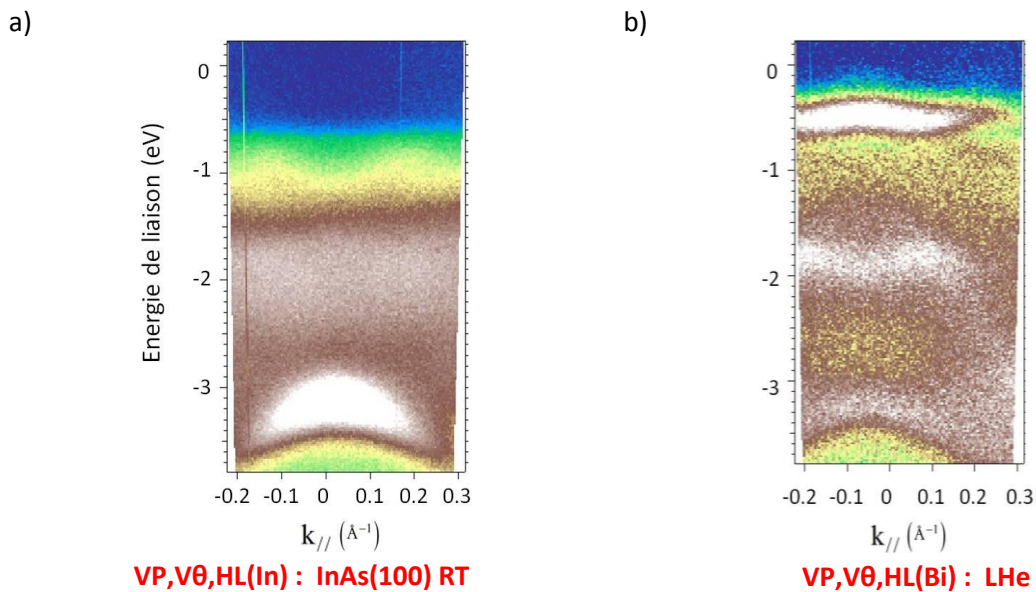 a)
b)
Energie de liaison (eV)
0
-1
-2
-3
-0.2 -0.1 0 0.1 0.2 0.3
k// (Å⁻¹)
VP,Vθ,HL(In) : InAs(100) RT
0
-1
-2
-3
-0.2 -0.1 0 0.1 0.2 0.3
k// (Å⁻¹)
VP,Vθ,HL(Bi) : LHe